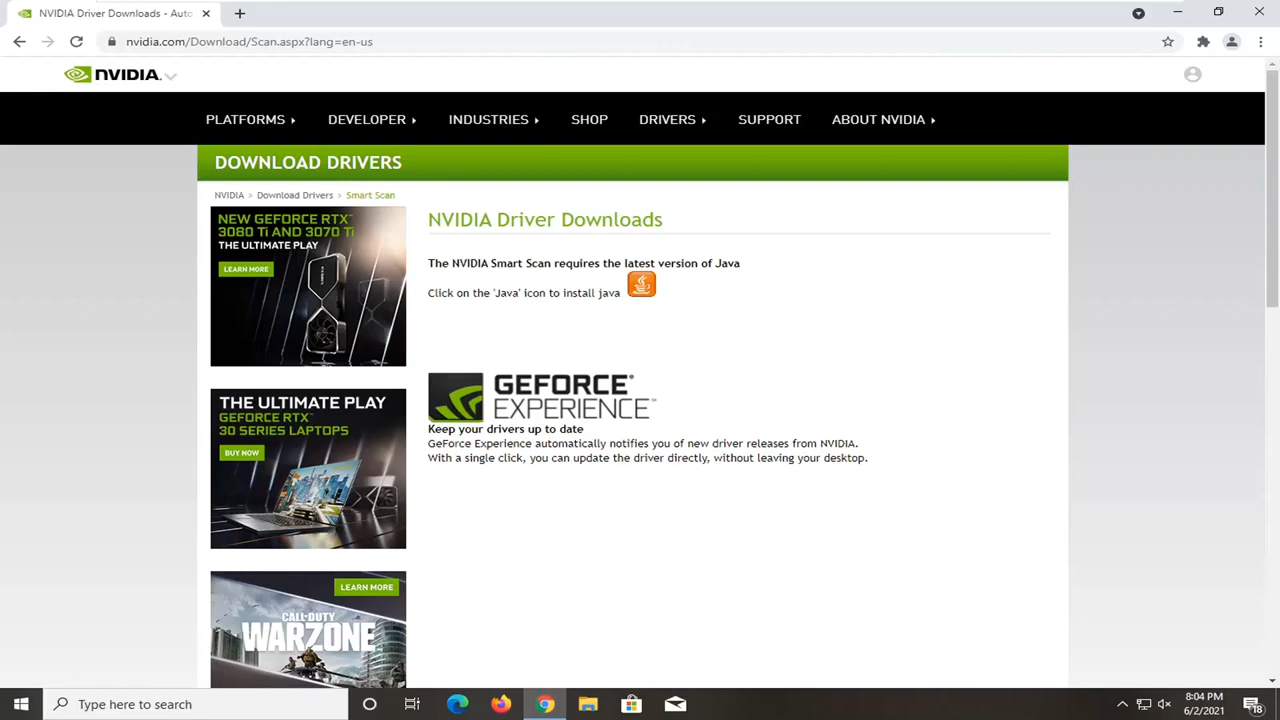 NVIDIA Driver Downloads - Auto
nvidia.com/Download/Scan.aspx?lang=en-us
NVIDIA.
PLATFORMS DEVELOPER INDUSTRIES SHOP DRIVERS SUPPORT ABOUT NVIDIA
DOWNLOAD DRIVERS
NVIDIA > Download Drivers > Smart Scan
NEW GEFORCE RTX™
3080 Ti AND 3070 Ti
THE ULTIMATE PLAY
LEARN MORE
THE ULTIMATE PLAY
GEFORCE RTX™
30 SERIES LAPTOPS
BUY NOW
LEARN MORE
CALL·DUTY
WARZONE
NVIDIA Driver Downloads
The NVIDIA Smart Scan requires the latest version of Java
Click on the 'Java' icon to install java
GEFORCE®
EXPERIENCE™
Keep your drivers up to date
GeForce Experience automatically notifies you of new driver releases from NVIDIA.
With a single click, you can update the driver directly, without leaving your desktop.
Type here to search
8:04 PM
6/2/2021
18